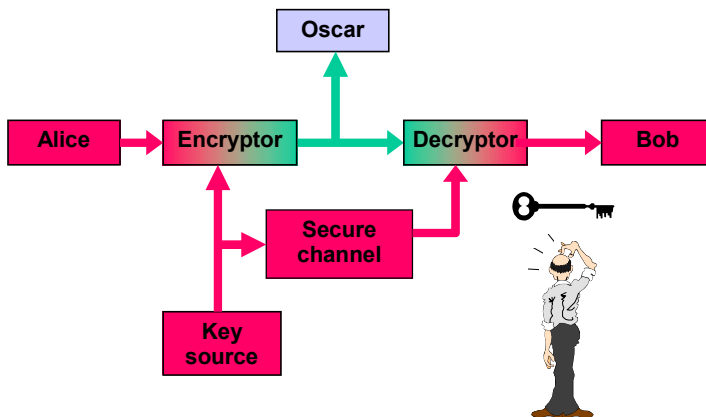 Oscar
Alice
Encryptor
Decryptor
Bob
Secure
channel
Key
source